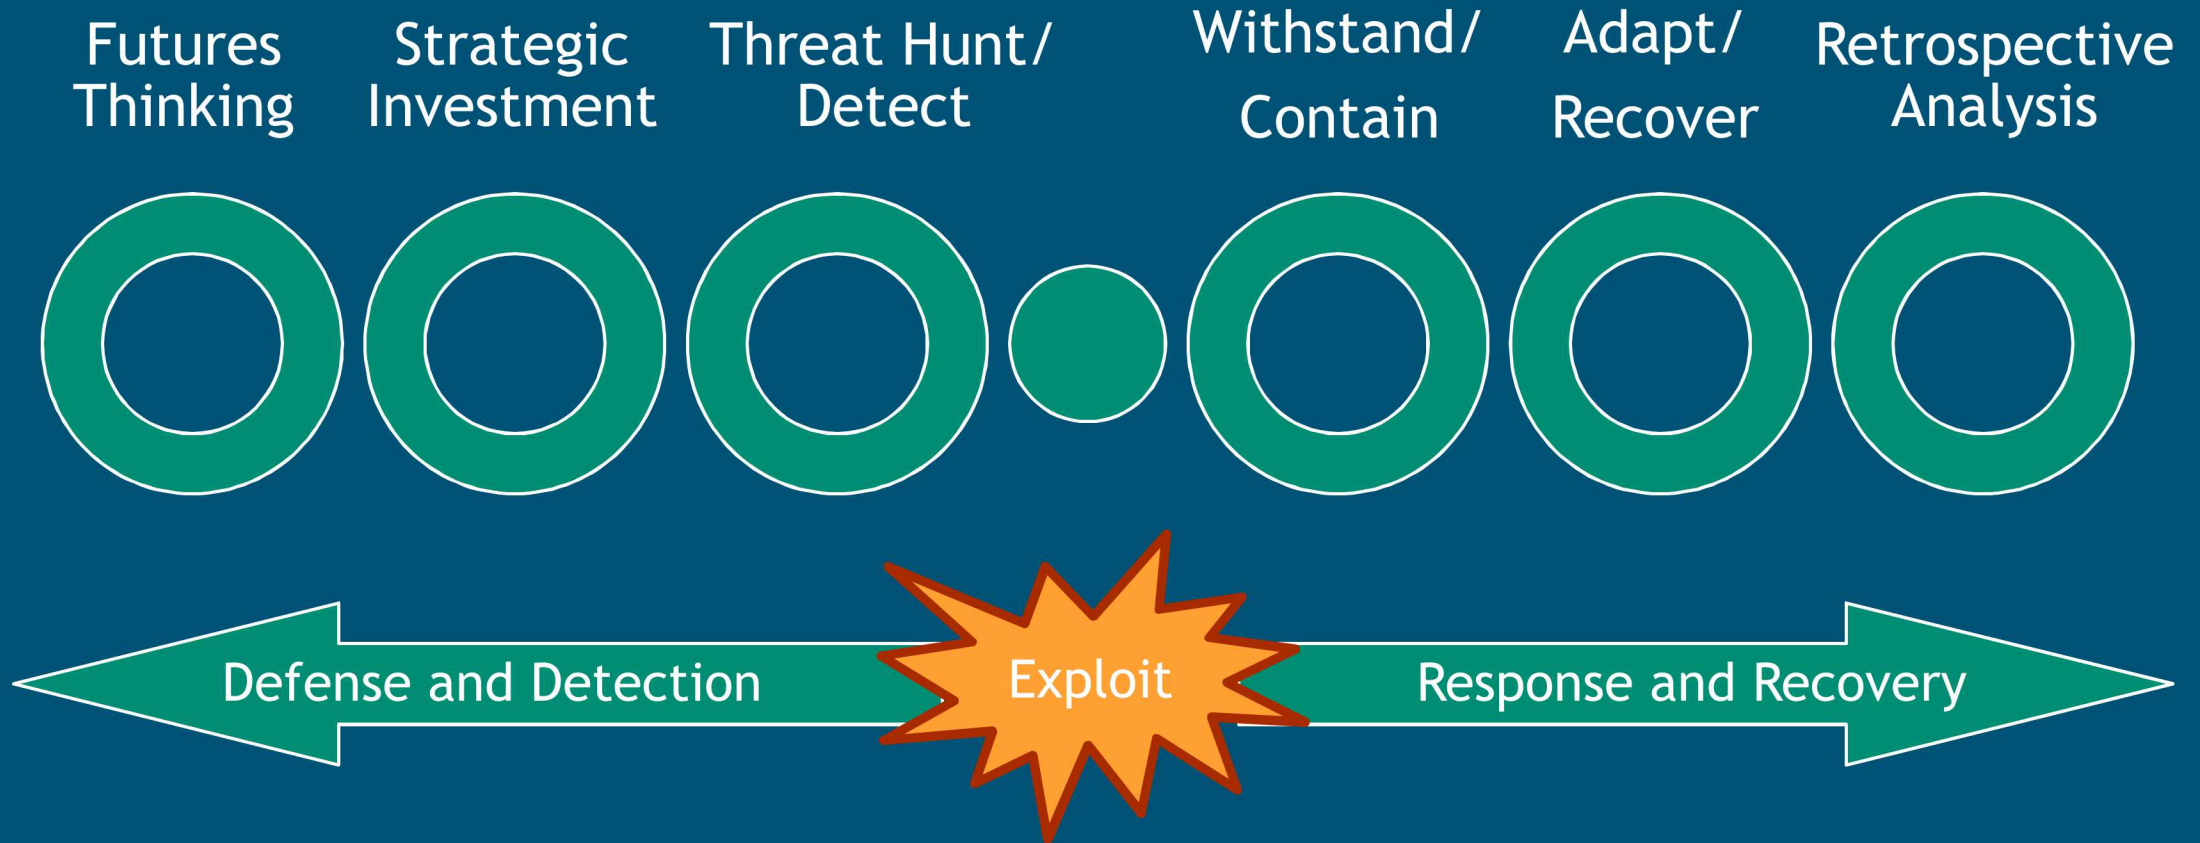 Futures
Thinking
Strategic
Investment
Threat Hunt/
Detect
Withstand/
Contain
Adapt/
Recover
Retrospective
Analysis
Defense and Detection
Exploit
Response and Recovery